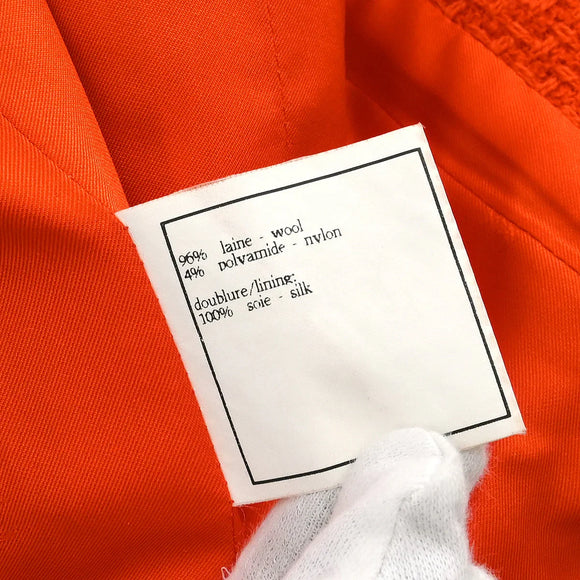 96% laine - wool
4% polyamide - nylon
doublure/lining:
100% soie - silk